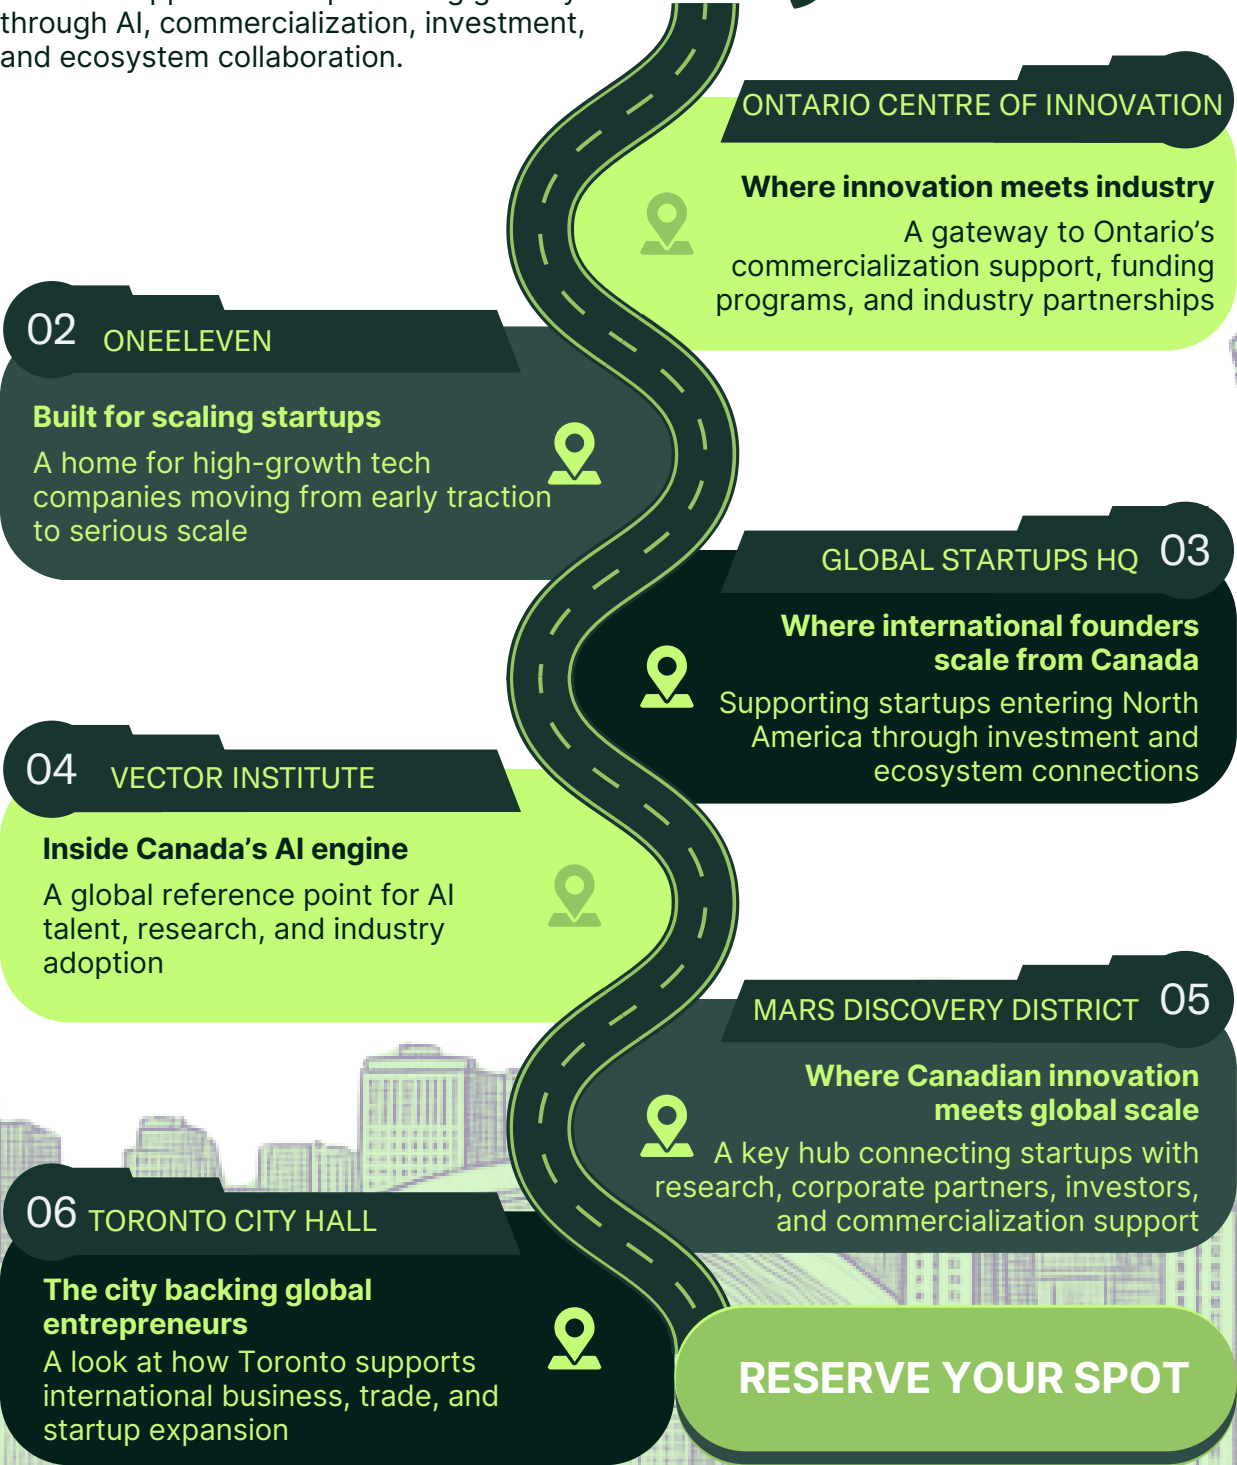 through AI, commercialization, investment,
and ecosystem collaboration.
ONTARIO CENTRE OF INNOVATION
Where innovation meets industry
A gateway to Ontario’s
commercialization support, funding
programs, and industry partnerships
02 ONEELEVEN
Built for scaling startups
A home for high-growth tech
companies moving from early traction
to serious scale
GLOBAL STARTUPS HQ 03
Where international founders
scale from Canada
Supporting startups entering North
America through investment and
ecosystem connections
04 VECTOR INSTITUTE
Inside Canada’s AI engine
A global reference point for AI
talent, research, and industry
adoption
MARS DISCOVERY DISTRICT 05
Where Canadian innovation
meets global scale
A key hub connecting startups with
research, corporate partners, investors,
and commercialization support
06 TORONTO CITY HALL
The city backing global
entrepreneurs
A look at how Toronto supports
international business, trade, and
startup expansion
RESERVE YOUR SPOT